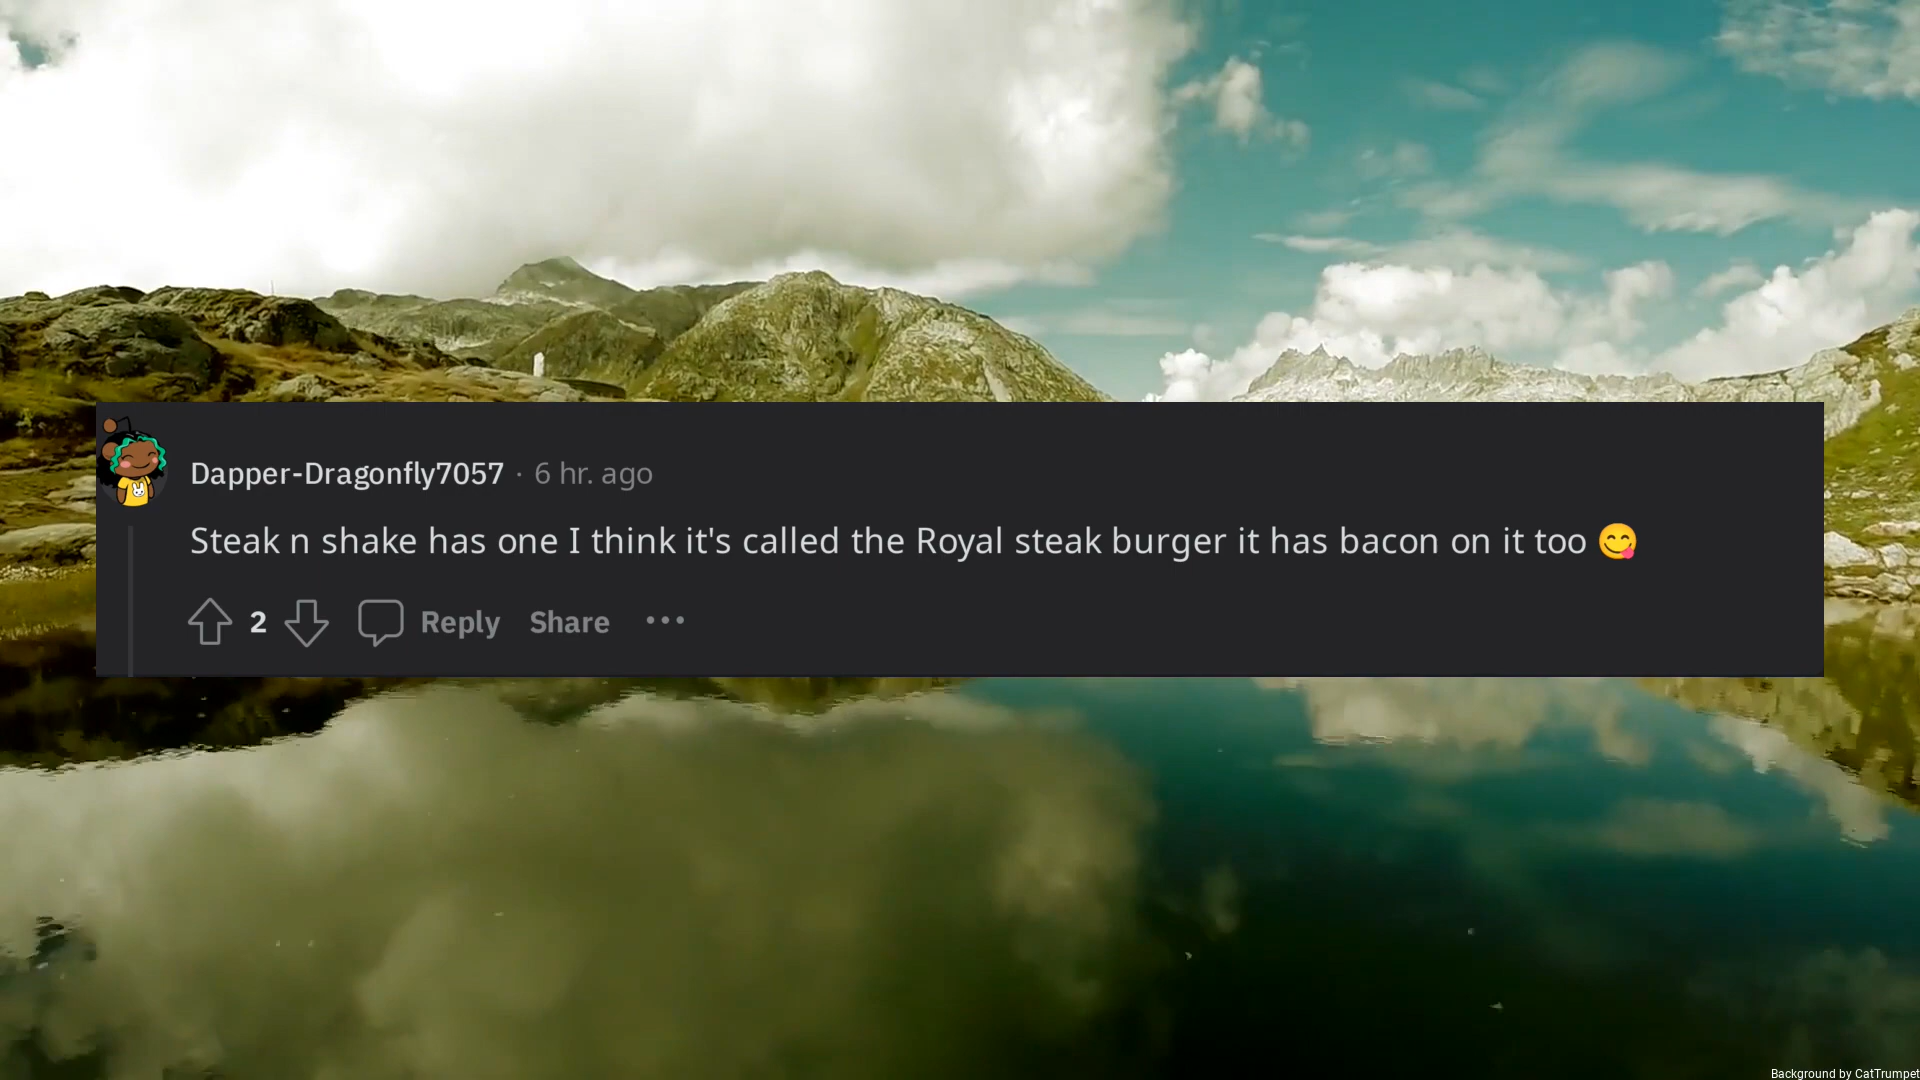 Dapper-Dragonfly7057 · 6 hr. ago
Steak n shake has one I think it's called the Royal steak burger it has bacon on it too 😋
2 Reply Share ···
Background by CatTrumpet